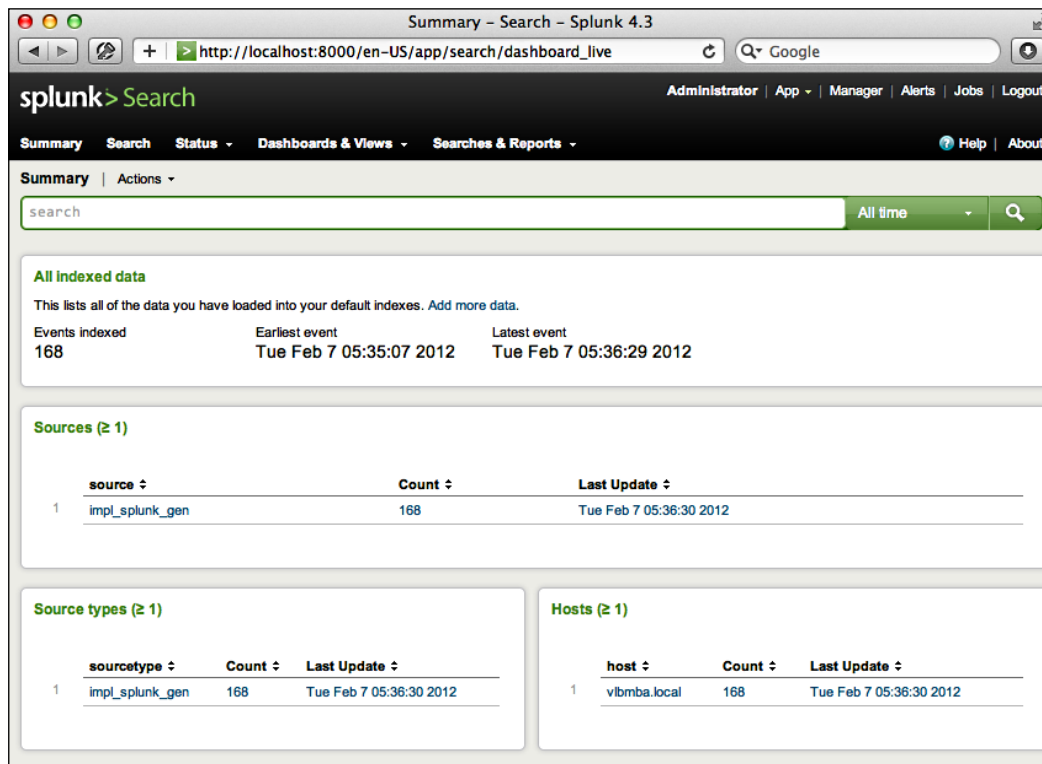 Summary – Search – Splunk 4.3
+ > http://localhost:8000/en-US/app/search/dashboard_live Google
splunk> Search
Administrator | App | Manager | Alerts | Jobs | Logout
Summary Search Status Dashboards & Views Searches & Reports ? Help | About
Summary | Actions
search All time
All indexed data
This lists all of the data you have loaded into your default indexes. Add more data.
Events indexed Earliest event Latest event
168 Tue Feb 7 05:35:07 2012 Tue Feb 7 05:36:29 2012
Sources (≥ 1)
source Count Last Update
1 impl_splunk_gen 168 Tue Feb 7 05:36:30 2012
Source types (≥ 1)
sourcetype Count Last Update
1 impl_splunk_gen 168 Tue Feb 7 05:36:30 2012
Hosts (≥ 1)
host Count Last Update
1 vlbmba.local 168 Tue Feb 7 05:36:30 2012